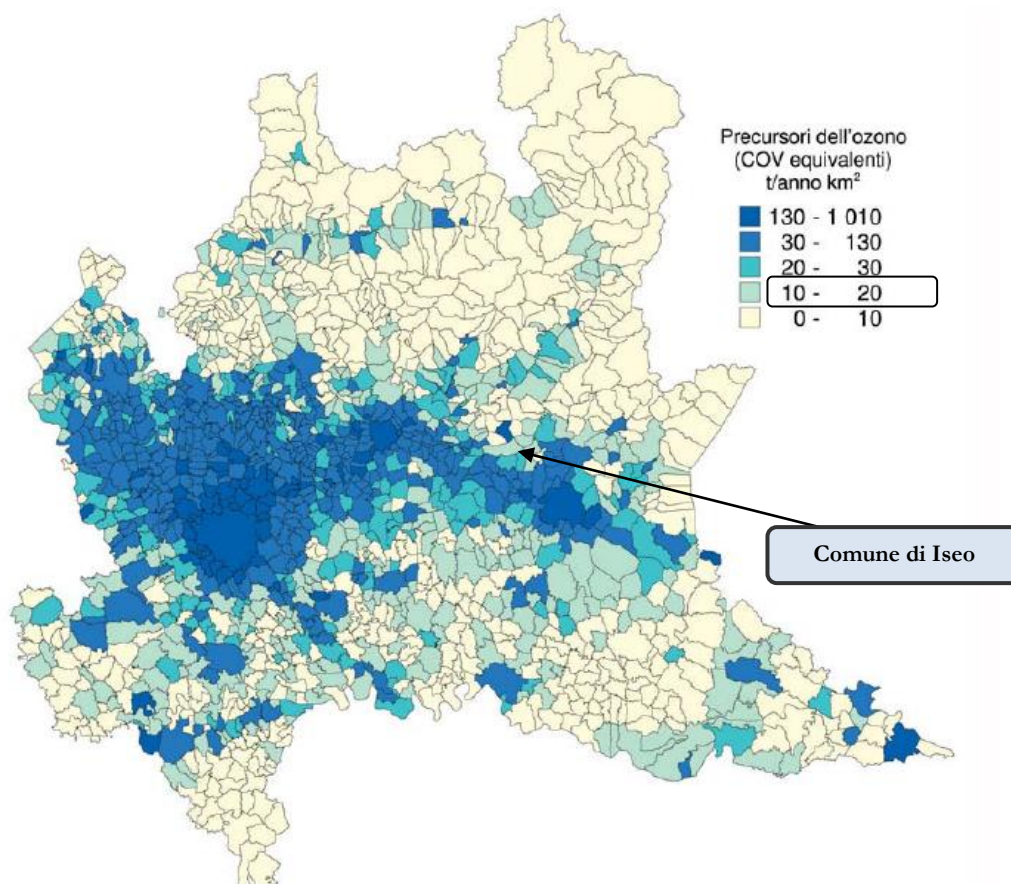 Precursori dell'ozono
(COV equivalenti)
t/anno km²
130 - 1 010
30 - 130
20 - 30
10 - 20
0 - 10
Comune di Iseo